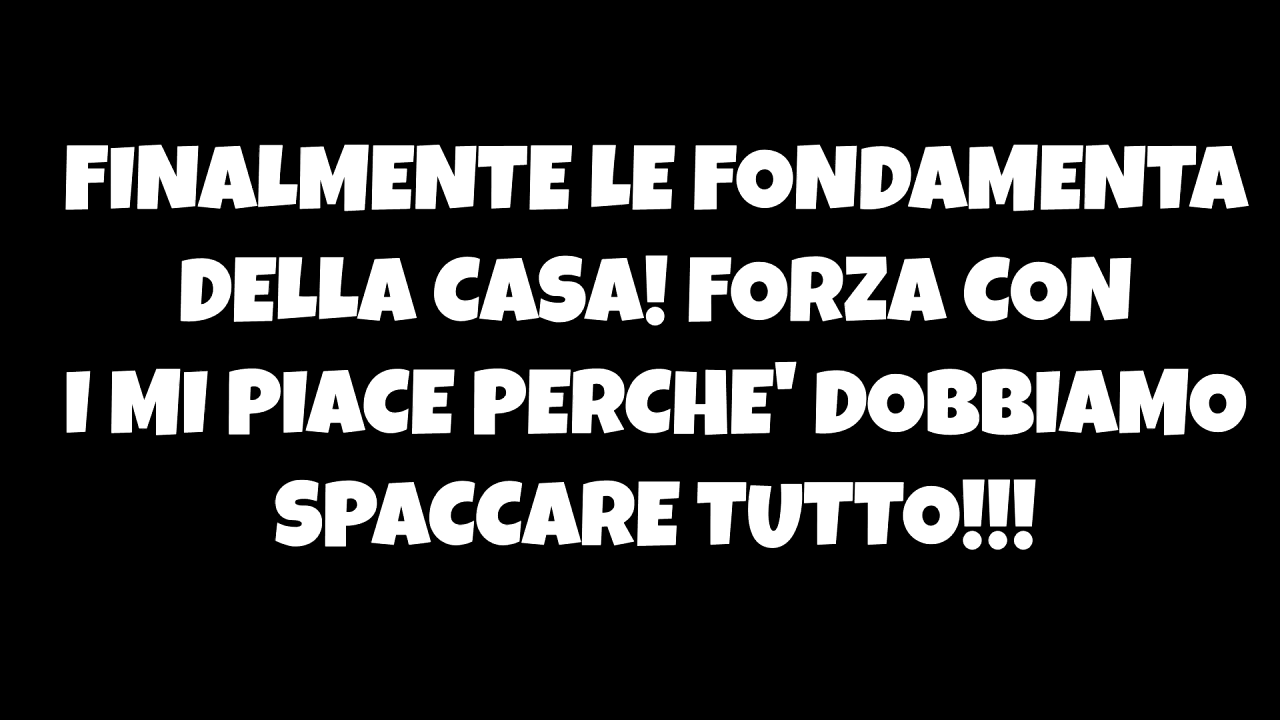 FINALMENTE LE FONDAMENTA
DELLA CASA! FORZA CON
I MI PIACE PERCHE' DOBBIAMO
SPACCARE TUTTO!!!